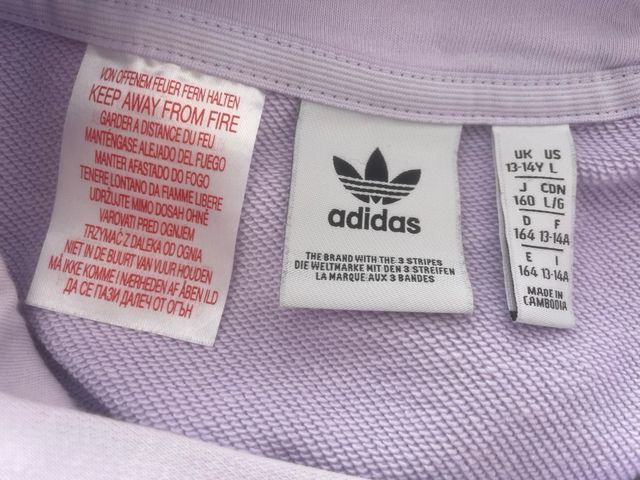 VON OFFENEM FEUER FERN HALTEN
KEEP AWAY FROM FIRE
GARDER A DISTANCE DU FEU
MANTÉNGASE ALEJADO DEL FUEGO
MANTER AFASTADO DO FOGO
TENERE LONTANO DA FIAMME LIBERE
UDRŽUJTE MIMO DOSAH OHNĚ
VAROVATI PRED OGNJEM
TRZYMAĆ Z DALEKA OD OGNIA
NIET IN DE BUURT VAN VUUR HOUDEN
MÅ IKKE KOMME I NÆRHEDEN AF ÅBEN ILD
ДА СЕ ПАЗИ ДАЛЕЧ ОТ ОГЪН
adidas
THE BRAND WITH THE 3 STRIPES
DIE WELTMARKE MIT DEN 3 STREIFEN
LA MARQUE AUX 3 BANDES
UK US
13-14Y L
J CDN
160 L/G
D F
164 13-14A
E I
164 13-14A
MADE IN
CAMBODIA